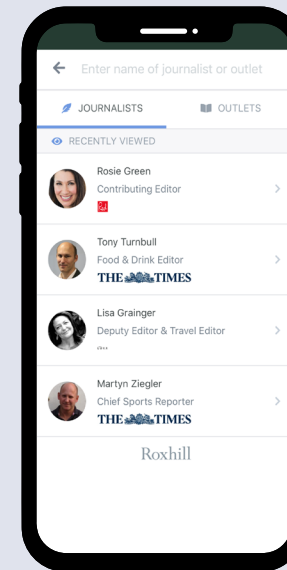 Enter name of journalist or outlet
JOURNALISTS
OUTLETS
RECENTLY VIEWED
Rosie Green
Contributing Editor
Tony Turnbull
Food & Drink Editor
THE TIMES
Lisa Grainger
Deputy Editor & Travel Editor
Martyn Ziegler
Chief Sports Reporter
THE TIMES
Roxhill